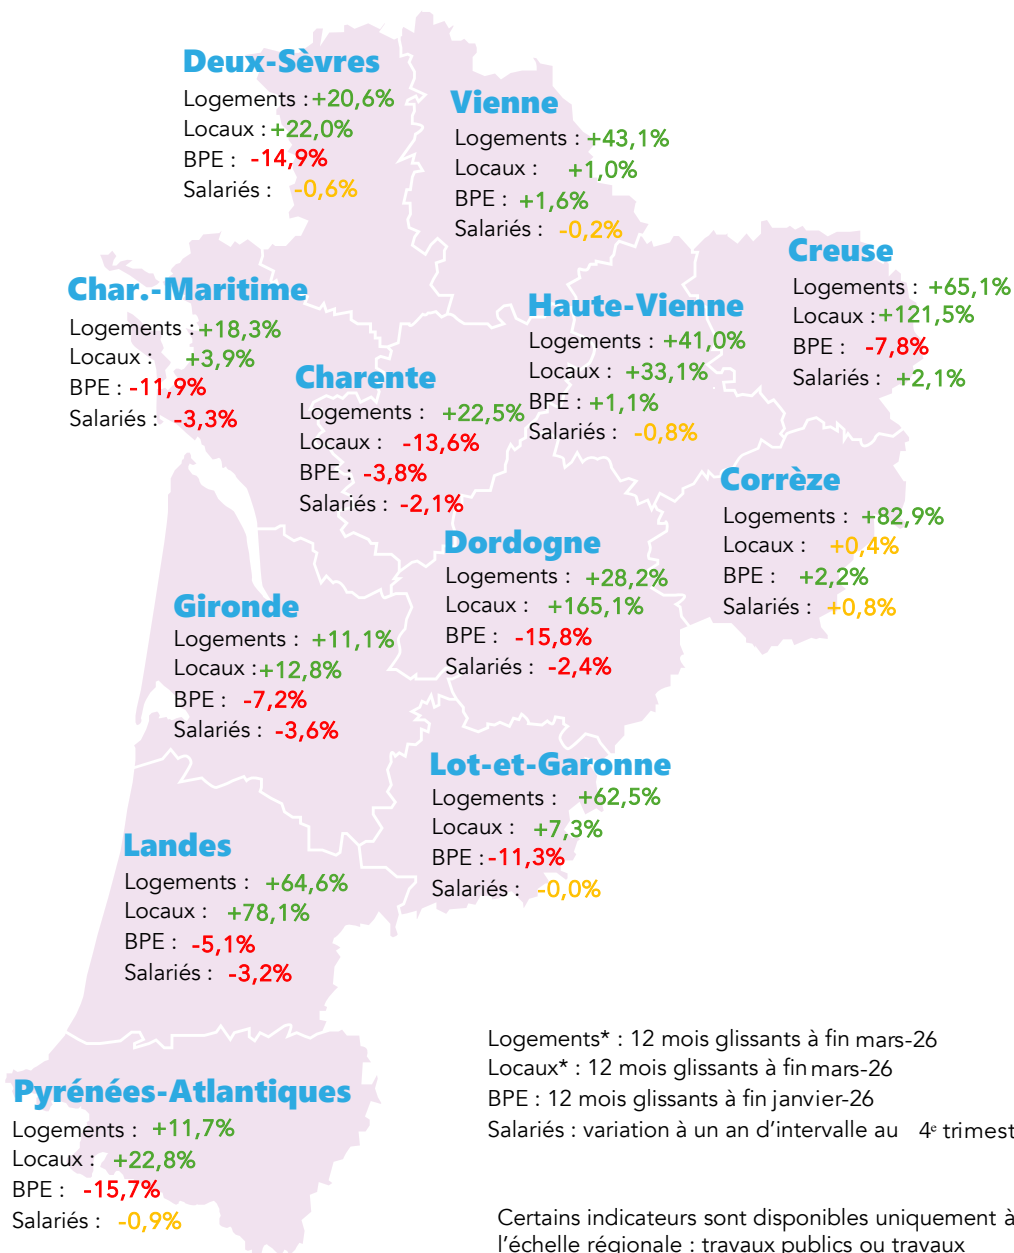 Deux-Sèvres
Logements : +20,6%
Locaux : +22,0%
BPE : -14,9%
Salariés : -0,6%
Vienne
Logements : +43,1%
Locaux : +1,0%
BPE : +1,6%
Salariés : -0,2%
Creuse
Logements : +65,1%
Locaux : +121,5%
BPE : -7,8%
Salariés : +2,1%
Char.-Maritime
Logements : +18,3%
Locaux : +3,9%
BPE : -11,9%
Salariés : -3,3%
Haute-Vienne
Logements : +41,0%
Locaux : +33,1%
BPE : +1,1%
Salariés : -0,8%
Charente
Logements : +22,5%
Locaux : -13,6%
BPE : -3,8%
Salariés : -2,1%
Corrèze
Logements : +82,9%
Locaux : +0,4%
BPE : +2,2%
Salariés : +0,8%
Dordogne
Logements : +28,2%
Locaux : +165,1%
BPE : -15,8%
Salariés : -2,4%
Gironde
Logements : +11,1%
Locaux : +12,8%
BPE : -7,2%
Salariés : -3,6%
Lot-et-Garonne
Logements : +62,5%
Locaux : +7,3%
BPE : -11,3%
Salariés : -0,0%
Landes
Logements : +64,6%
Locaux : +78,1%
BPE : -5,1%
Salariés : -3,2%
Pyrénées-Atlantiques
Logements : +11,7%
Locaux : +22,8%
BPE : -15,7%
Salariés : -0,9%
Logements* : 12 mois glissants à fin mars-26
Locaux* : 12 mois glissants à fin mars-26
BPE : 12 mois glissants à fin janvier-26
Salariés : variation à un an d'intervalle au 4e trimest
Certains indicateurs sont disponibles uniquement à
l'échelle régionale : travaux publics ou travaux